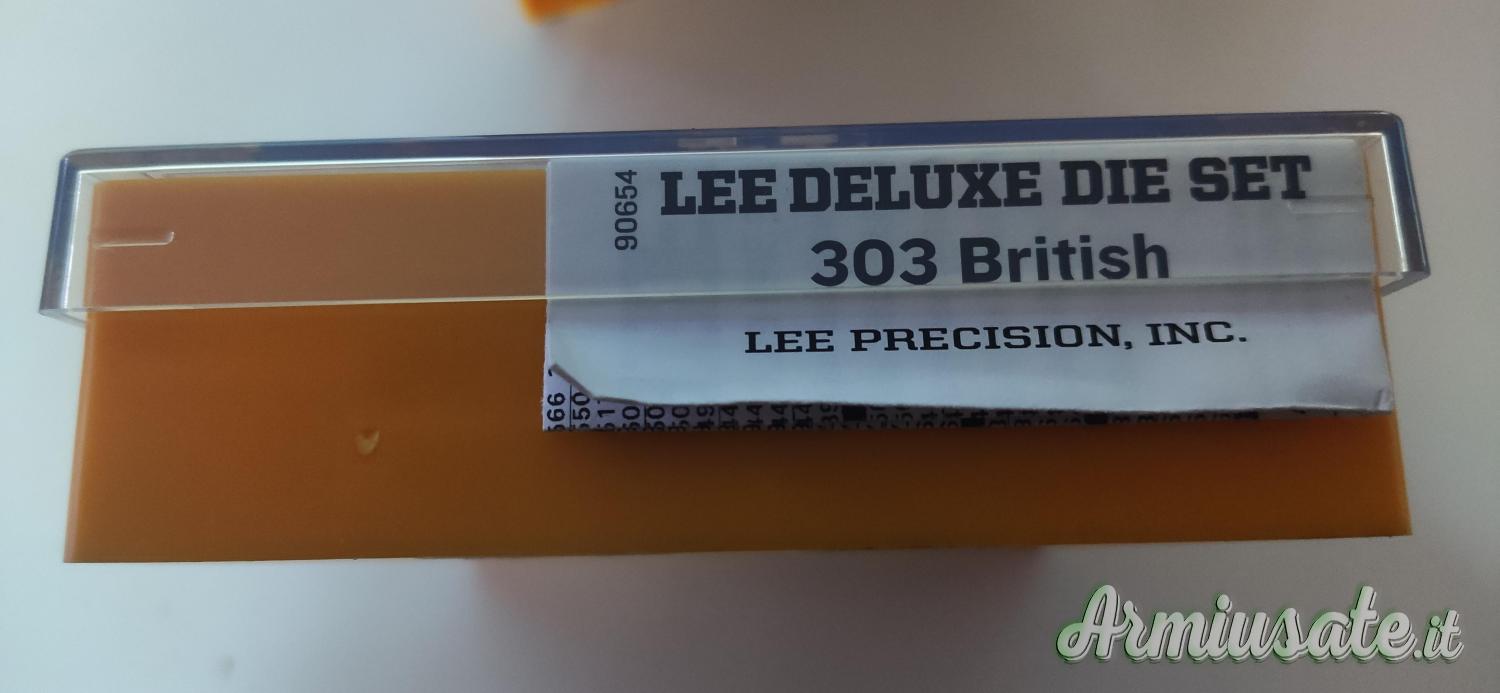 90654
LEE DELUXE DIE SET
303 British
LEE PRECISION, INC.
Armiusate.it